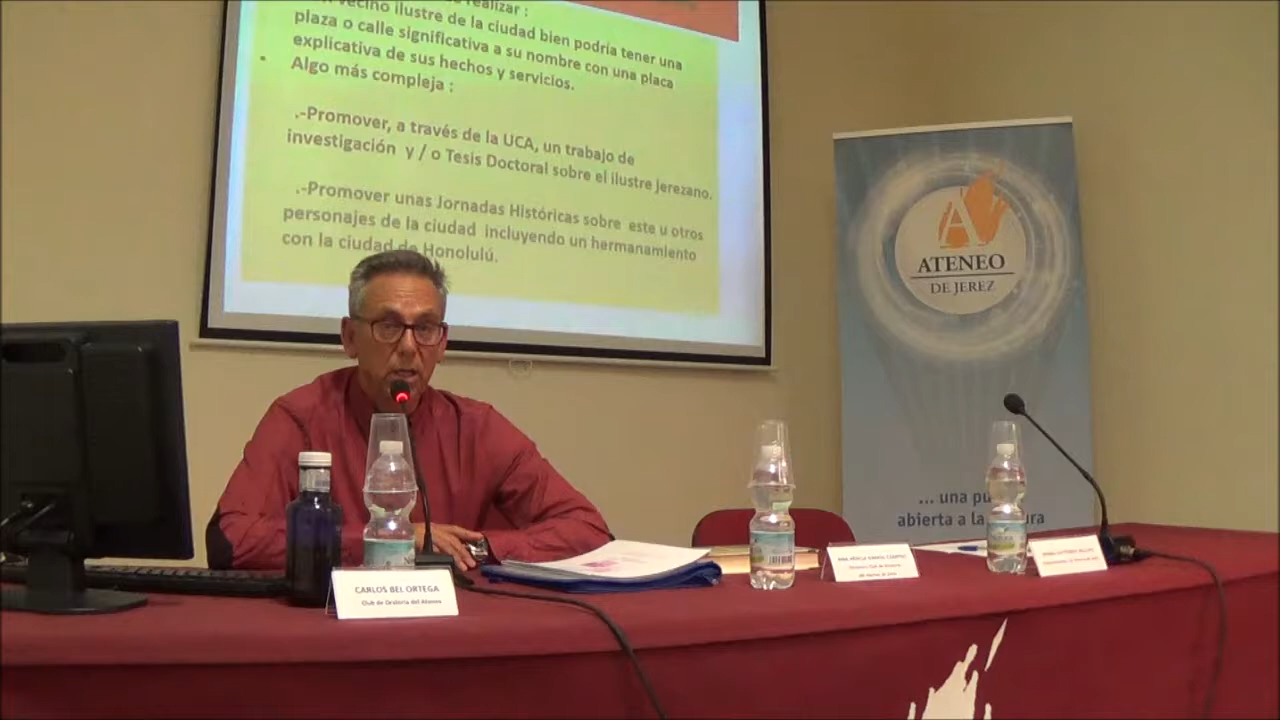 realizar :
vecino ilustre de la ciudad bien podría tener una
plaza o calle significativa a su nombre con una placa
explicativa de sus hechos y servicios.
• Algo más compleja :
.-Promover, a través de la UCA, un trabajo de
investigación y / o Tesis Doctoral sobre el ilustre jerezano.
.-Promover unas Jornadas Históricas sobre este u otros
personajes de la ciudad incluyendo un hermanamiento
con la ciudad de Honolulú.
A
ATENEO
DE JEREZ
... una pu
abierta a la ura
CARLOS BEL ORTEGA
Club de Oratoria del Ateneo